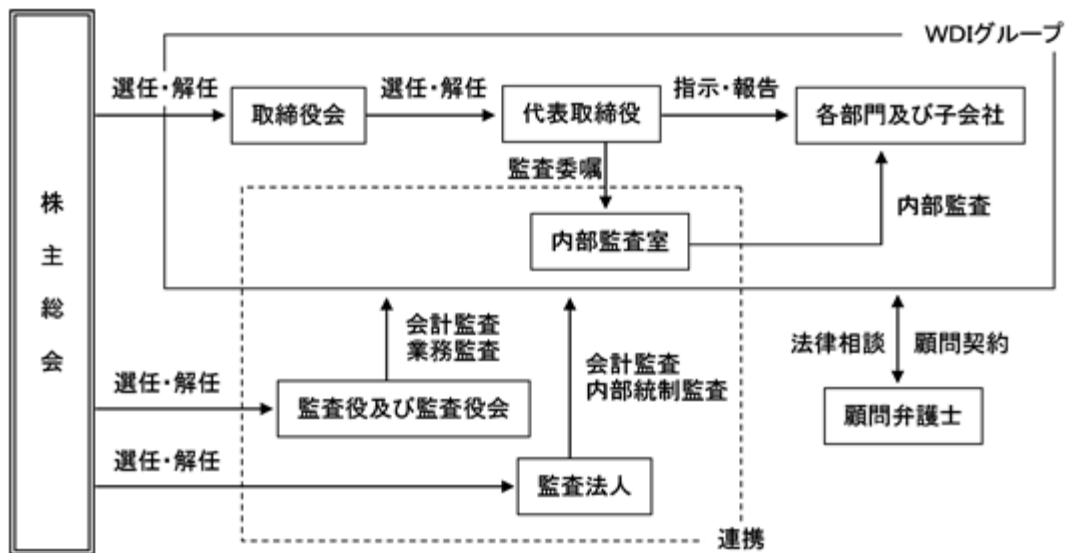 WDIグループ
選任・解任
選任・解任
指示・報告
取締役会
代表取締役
各部門及び子会社
監査委嘱
株主総会
内部監査室
内部監査
会計監査
業務監査
会計監査
内部統制監査
法律相談
顧問契約
選任・解任
監査役及び監査役会
顧問弁護士
選任・解任
監査法人
連携